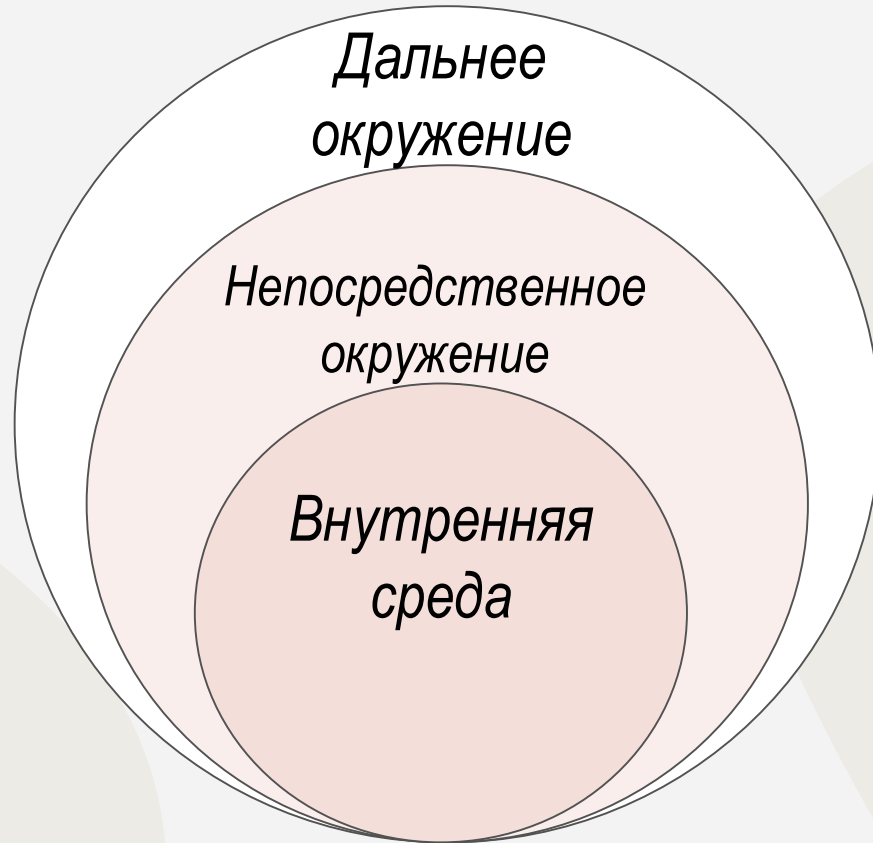 Дальнее
окружение
Непосредственное
окружение
Внутренняя
среда